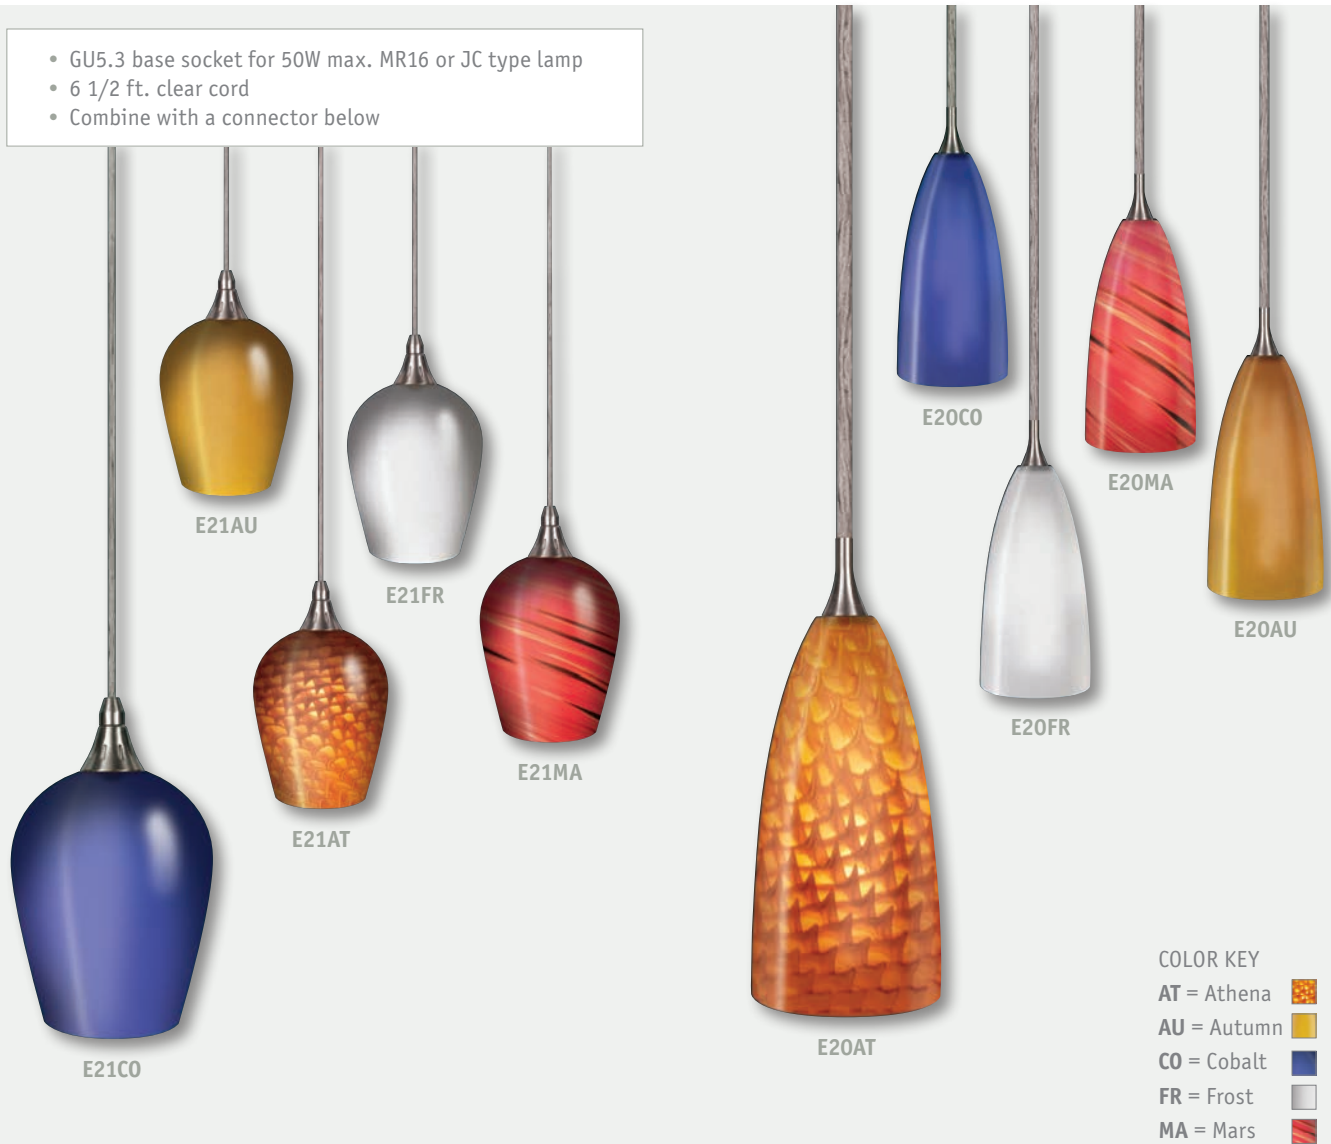 • GU5.3 base socket for 50W max. MR16 or JC type lamp
• 6 1/2 ft. clear cord
• Combine with a connector below
E20CO
E20MA
E21AU
E21FR
E20AU
E20FR
E21MA
E21AT
E20AT
E21CO
COLOR KEY
AT = Athena
AU = Autumn
CO = Cobalt
FR = Frost
MA = Mars